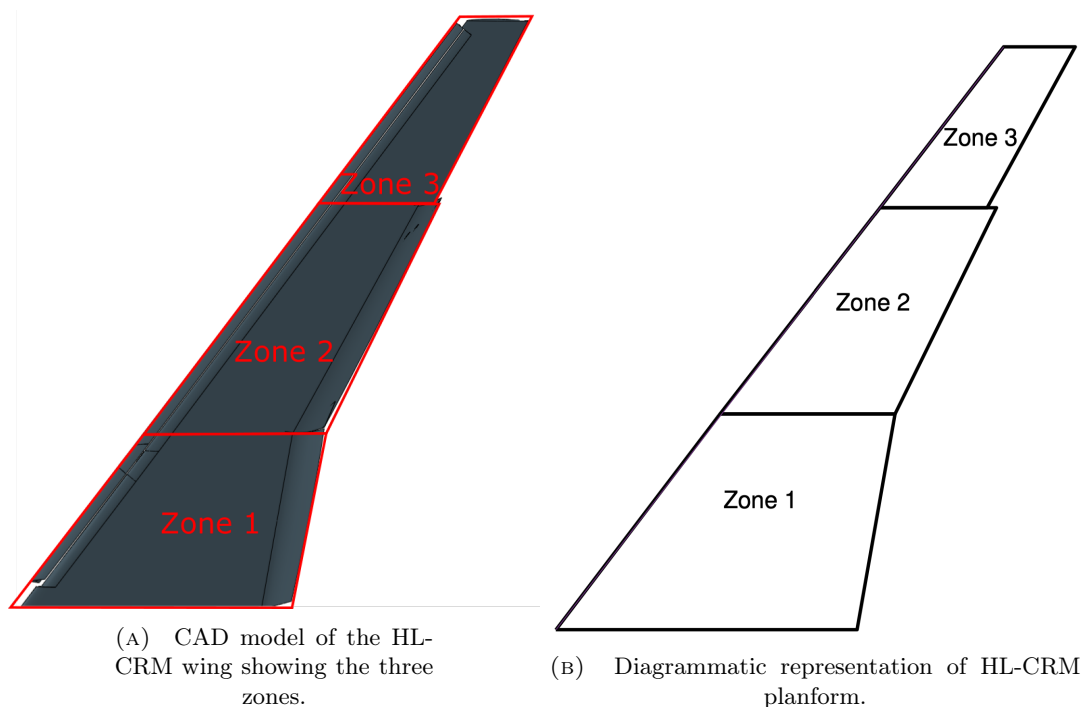 Zone 3
Zone 2
Zone 1
(A) CAD model of the HL-
CRM wing showing the three
zones.
Zone 3
Zone 2
Zone 1
(B) Diagrammatic representation of HL-CRM
planform.